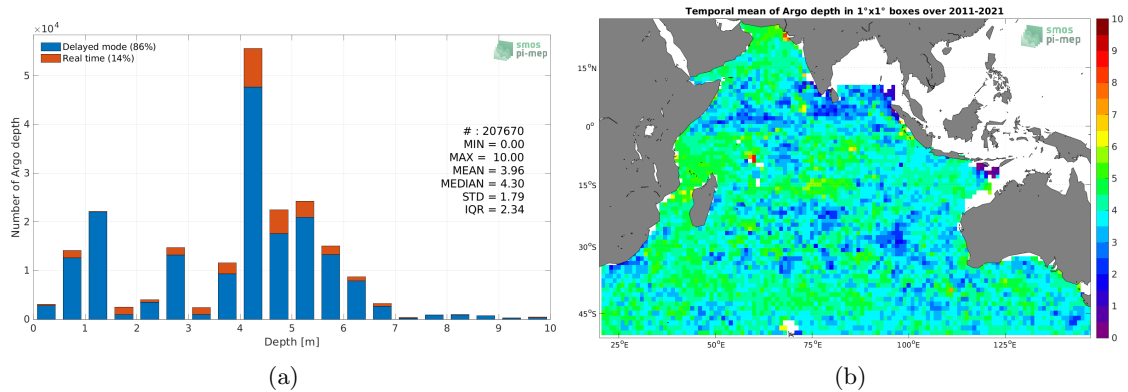 ×10⁴
Delayed mode (86%)
Real time (14%)
smos
pi-mep
# : 207670
MIN = 0.00
MAX = 10.00
MEAN = 3.96
MEDIAN = 4.30
STD = 1.79
IQR = 2.34
Number of Argo depth
5
4
3
2
1
0
0 1 2 3 4 5 6 7 8 9 10
Depth [m]
(a)
Temporal mean of Argo depth in 1°x1° boxes over 2011-2021
smos
pi-mep
15°N
0°
15°S
30°S
45°S
25°E 50°E 75°E 100°E 125°E
10
9
8
7
6
5
4
3
2
1
0
(b)